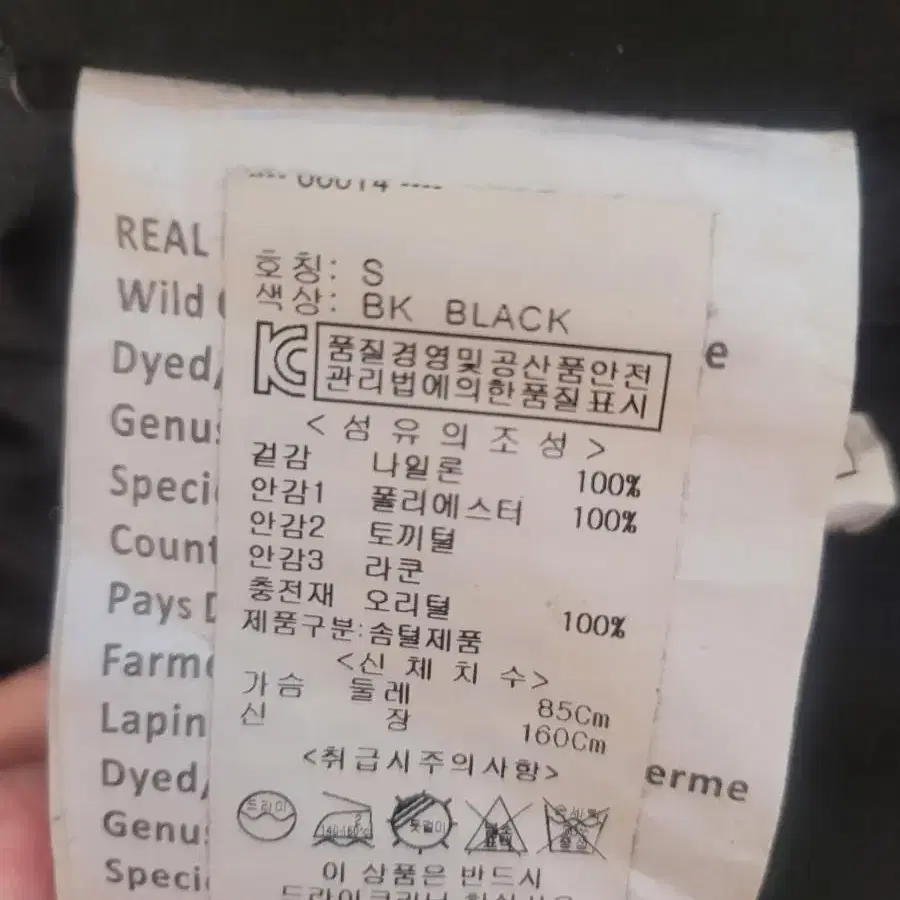 00014 ----
REAL
호칭: S
Wild
색상: BK BLACK
e
품질경영및공산품안전
관리법에의한품질표시
Dyed/
<섬유의조성>
Genus
겉감 나일론 100%
안감1 폴리에스터 100%
Speci
안감2 토끼털
Count
안감3 라쿤
충전재 오리털 100%
Pays D
제품구분:솜털제품
Farme
<신체치수>
가슴 둘레 85Cm
신 장 160Cm
Lapin
<취급시주의사항>
Dyed/
erme
드라이
Genus
이 상품은 반드시
Speci